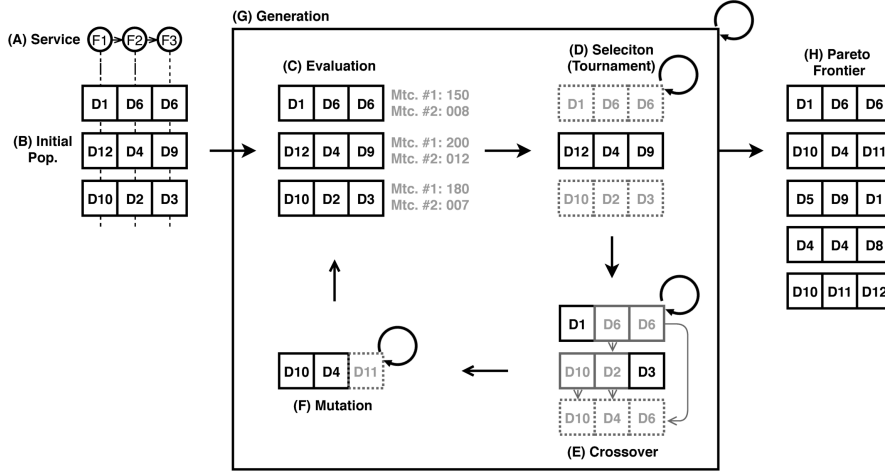 (G) Generation
(A) Service F1 F2 F3
(C) Evaluation
(D) Seleciton
(Tournament)
(H) Pareto
Frontier
D1 D6 D6
D1 D6 D6
Mtc. #1: 150
Mtc. #2: 008
D1 D6 D6
D1 D6 D6
(B) Initial
Pop.
D12 D4 D9
D12 D4 D9
Mtc. #1: 200
Mtc. #2: 012
D12 D4 D9
D10 D4 D11
D10 D2 D3
D10 D2 D3
Mtc. #1: 180
Mtc. #2: 007
D10 D2 D3
D5 D9 D1
D4 D4 D8
D10 D11 D12
D1 D6 D6
D10 D2 D3
D10 D4 D6
(E) Crossover
D10 D4 D11
(F) Mutation